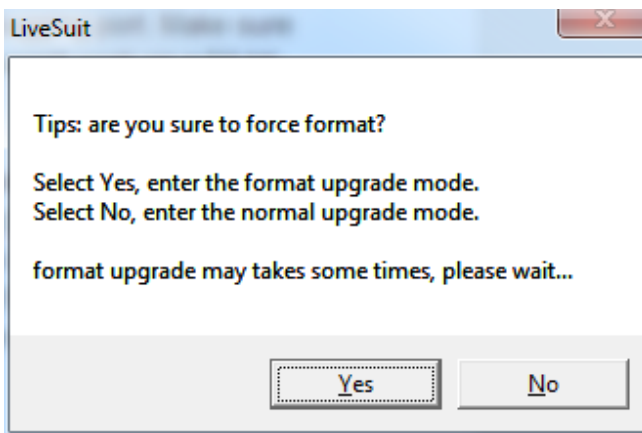 LiveSuit
Tips: are you sure to force format?
Select Yes, enter the format upgrade mode.
Select No, enter the normal upgrade mode.
format upgrade may takes some times, please wait...
Yes
No